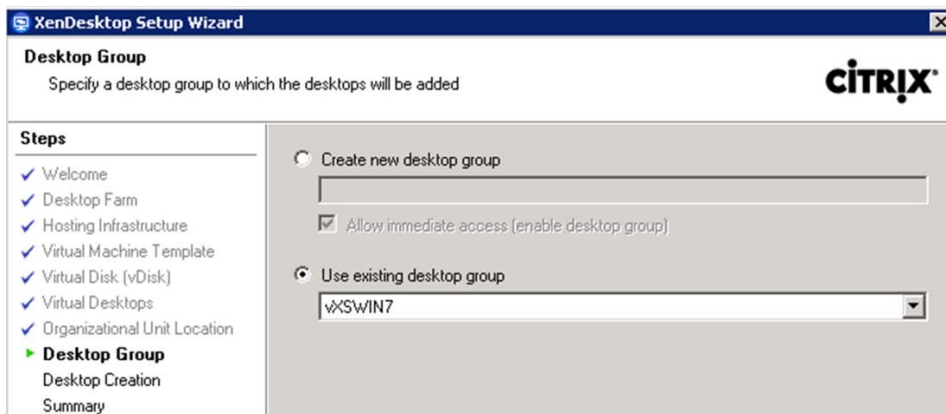 XenDesktop Setup Wizard
Desktop Group
Specify a desktop group to which the desktops will be added
CITRIX
Steps
Welcome
Desktop Farm
Hosting Infrastructure
Virtual Machine Template
Virtual Disk (vDisk)
Virtual Desktops
Organizational Unit Location
Desktop Group
Desktop Creation
Summary
Create new desktop group
Allow immediate access (enable desktop group)
Use existing desktop group
vXSWIN7